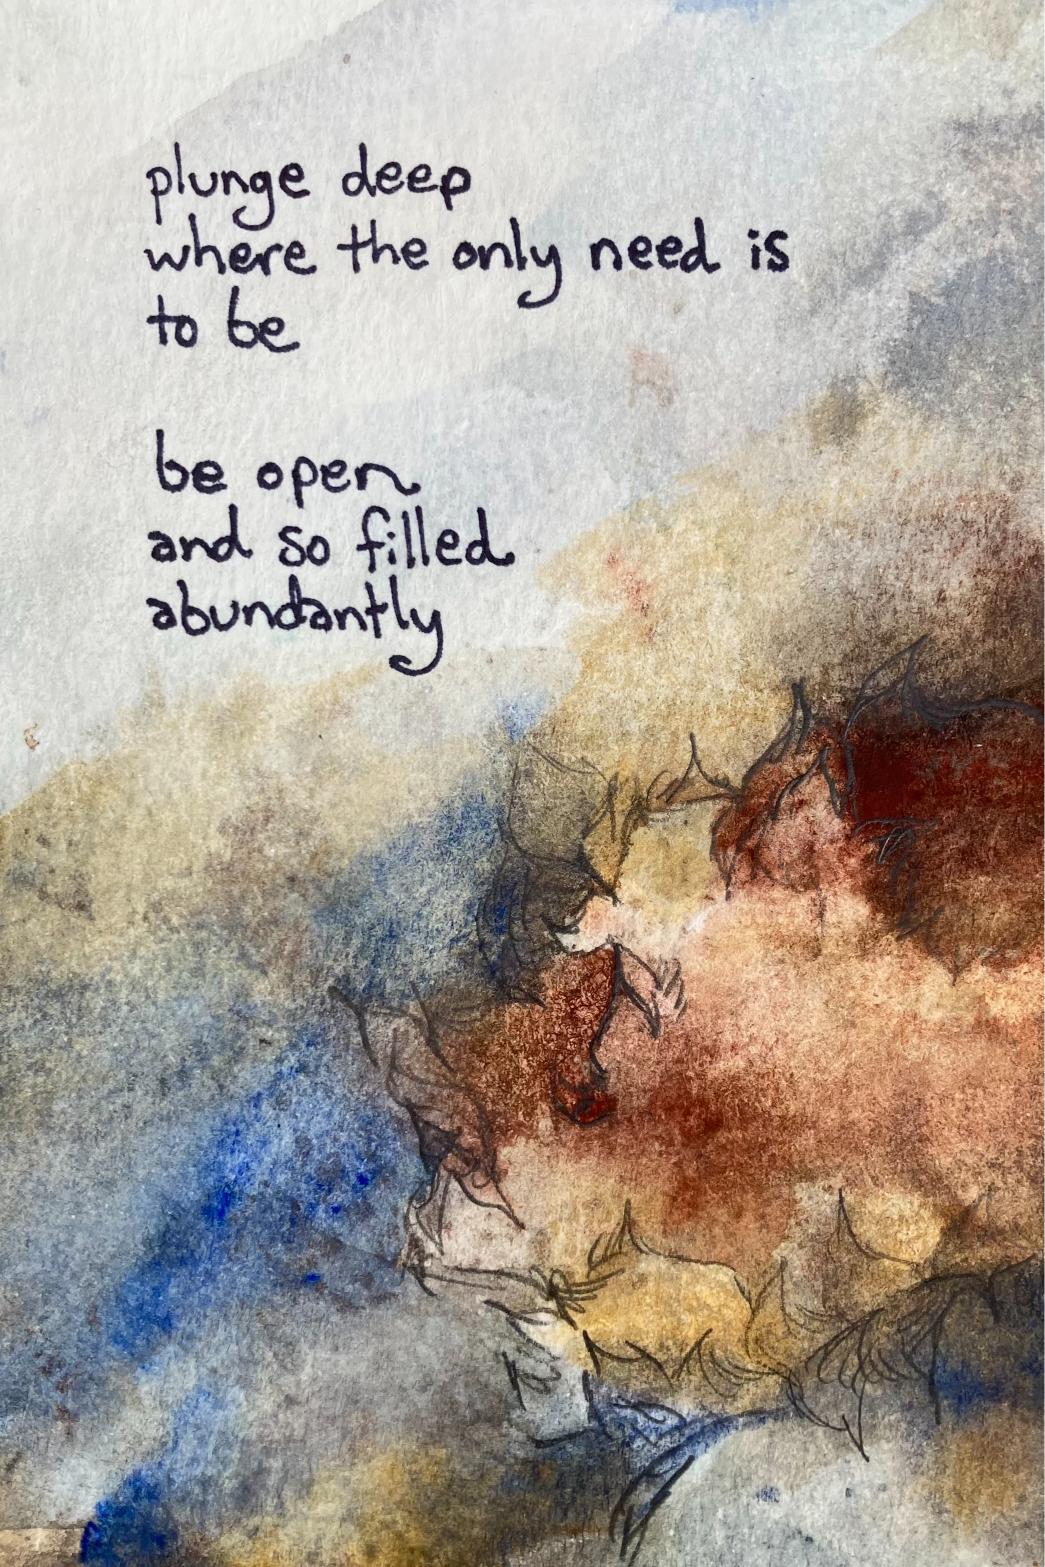 plunge deep
where the only need is
to be
be open
and so filled
abundantly